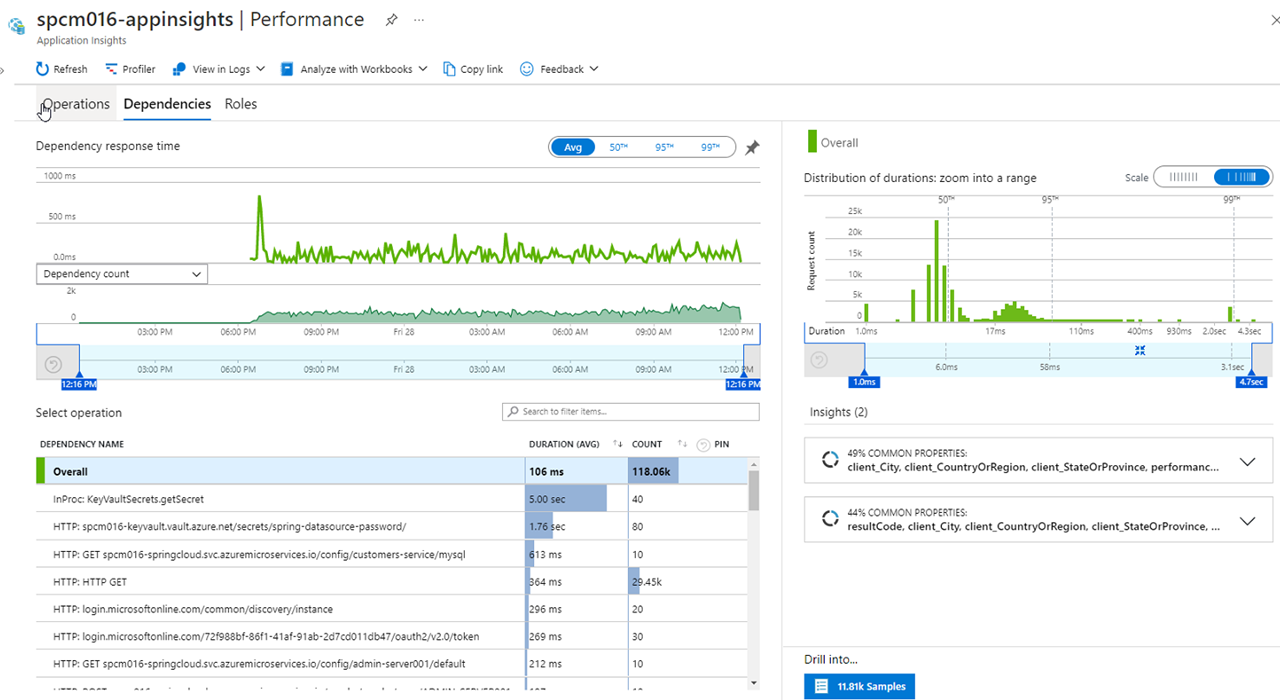 spcm016-appinsights | Performance
Application Insights
Refresh Profiler View in Logs Analyze with Workbooks Copy link Feedback
Operations Dependencies Roles
Dependency response time
Avg 50TH 95TH 99TH
1000 ms
500 ms
0.0ms
Dependency count
2k
0
03:00 PM 06:00 PM 09:00 PM Fri 28 03:00 AM 06:00 AM 09:00 AM 12:00 PM
03:00 PM 06:00 PM 09:00 PM Fri 28 03:00 AM 06:00 AM 09:00 AM 12:00 PM
12:16 PM 12:16 PM
Select operation
Search to filter items...
DEPENDENCY NAME DURATION (AVG) COUNT PIN
Overall 106 ms 118.06k
InProc: KeyVaultSecrets.getSecret 5.00 sec 40
HTTP: spcm016-keyvault.vault.azure.net/secrets/spring-datasource-password/ 1.76 sec 80
HTTP: GET spcm016-springcloud.svc.azuremicroservices.io/config/customers-service/mysql 613 ms 10
HTTP: HTTP GET 364 ms 29.45k
HTTP: login.microsoftonline.com/common/discovery/instance 296 ms 20
HTTP: login.microsoftonline.com/72f988bf-86f1-41af-91ab-2d7cd011db47/oauth2/v2.0/token 269 ms 30
HTTP: GET spcm016-springcloud.svc.azuremicroservices.io/config/admin-server001/default 212 ms 10
Overall
Distribution of durations: zoom into a range
Scale
50TH 95TH 99TH
Request count
25k
20k
15k
10k
5k
0
Duration 1.0ms 17ms 110ms 400ms 930ms 2.0sec 4.3sec
6.0ms 58ms 3.1sec
1.0ms 4.7sec
Insights (2)
49% COMMON PROPERTIES:
client_City, client_CountryOrRegion, client_StateOrProvince, performanc...
44% COMMON PROPERTIES:
resultCode, client_City, client_CountryOrRegion, client_StateOrProvince, ...
Drill into...
11.81k Samples